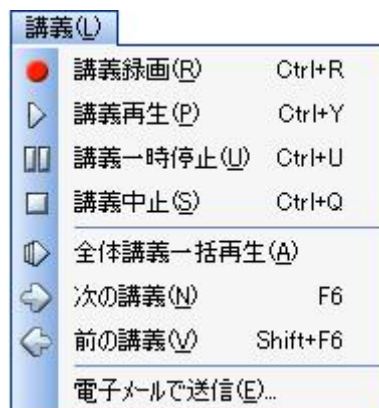 講義(L)
講義録画(R) Ctrl+R
講義再生(P) Ctrl+Y
講義一時停止(U) Ctrl+U
講義中止(S) Ctrl+Q
全体講義一括再生(A)
次の講義(N) F6
前の講義(V) Shift+F6
電子メールで送信(E)...